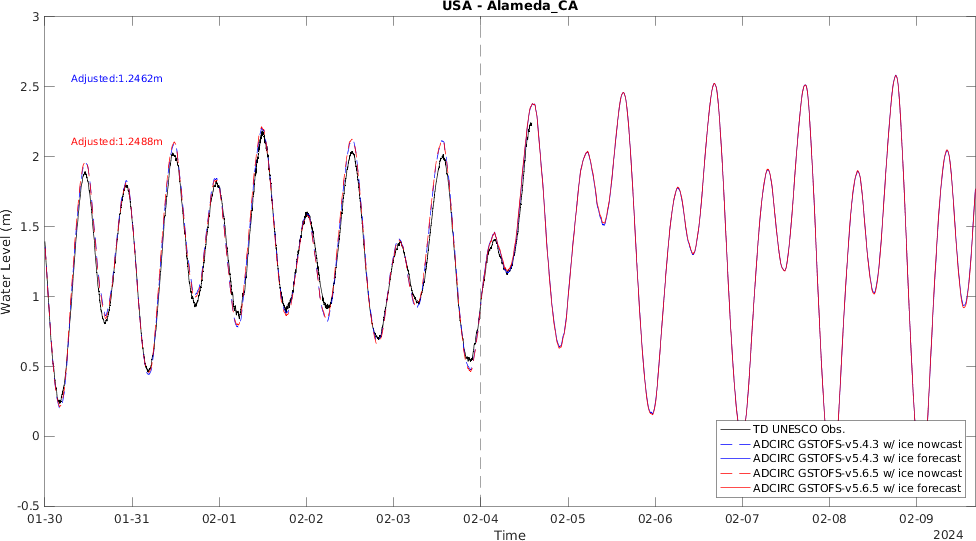 USA - Alameda_CA
3
2.5
2
1.5
1
0.5
0
-0.5
Water Level (m)
Adjusted:1.2462m
Adjusted:1.2488m
TD UNESCO Obs.
ADCIRC GSTOFS-v5.4.3 w/ ice nowcast
ADCIRC GSTOFS-v5.4.3 w/ ice forecast
ADCIRC GSTOFS-v5.6.5 w/ ice nowcast
ADCIRC GSTOFS-v5.6.5 w/ ice forecast
01-30 01-31 02-01 02-02 02-03 02-04 02-05 02-06 02-07 02-08 02-09
Time
2024